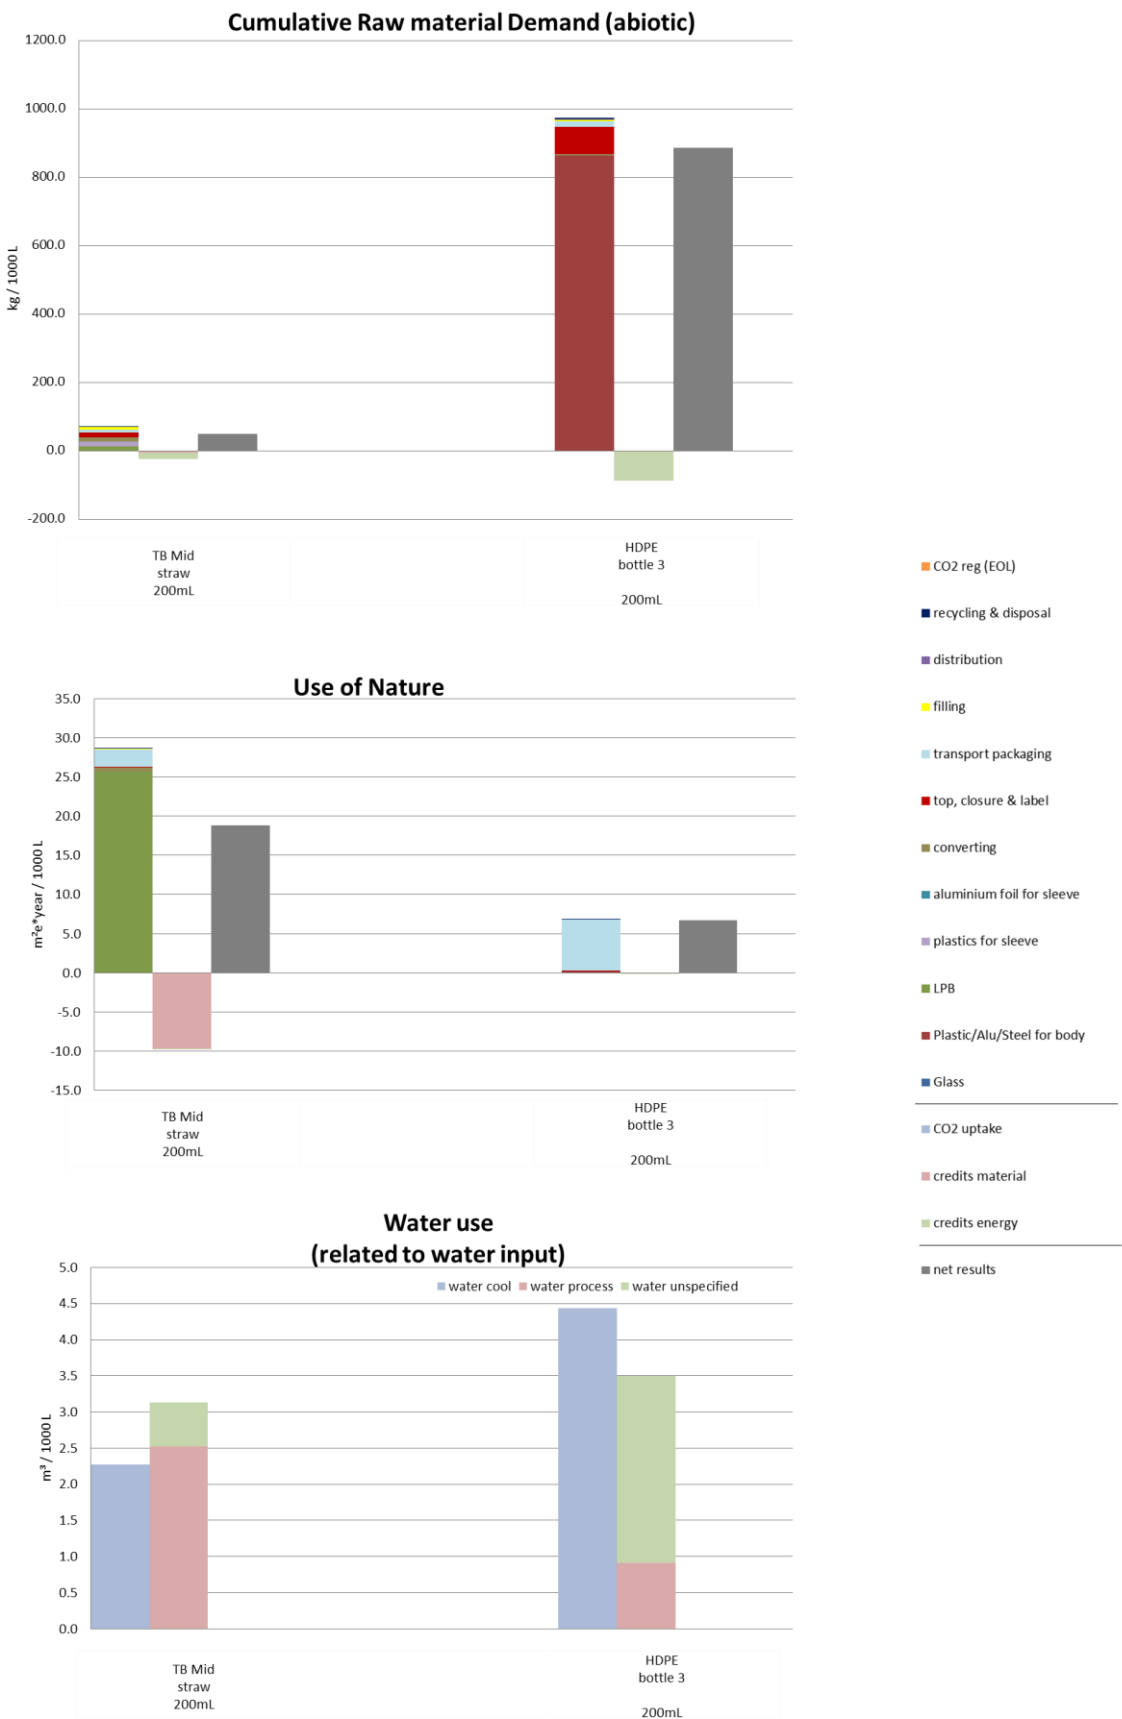 Cumulative Raw material Demand (abiotic)
1200.0
1000.0
800.0
600.0
400.0
200.0
0.0
-200.0
kg / 1000 L
TB Mid
straw
200mL
HDPE
bottle 3
200mL
Use of Nature
35.0
30.0
25.0
20.0
15.0
10.0
5.0
0.0
-5.0
-10.0
-15.0
m²e*year / 1000 L
TB Mid
straw
200mL
HDPE
bottle 3
200mL
Water use
(related to water input)
water cool water process water unspecified
5.0
4.5
4.0
3.5
3.0
2.5
2.0
1.5
1.0
0.5
0.0
m³ / 1000 L
TB Mid
straw
200mL
HDPE
bottle 3
200mL
CO2 reg (EOL)
recycling & disposal
distribution
filling
transport packaging
top, closure & label
converting
aluminium foil for sleeve
plastics for sleeve
LPB
Plastic/Alu/Steel for body
Glass
CO2 uptake
credits material
credits energy
net results